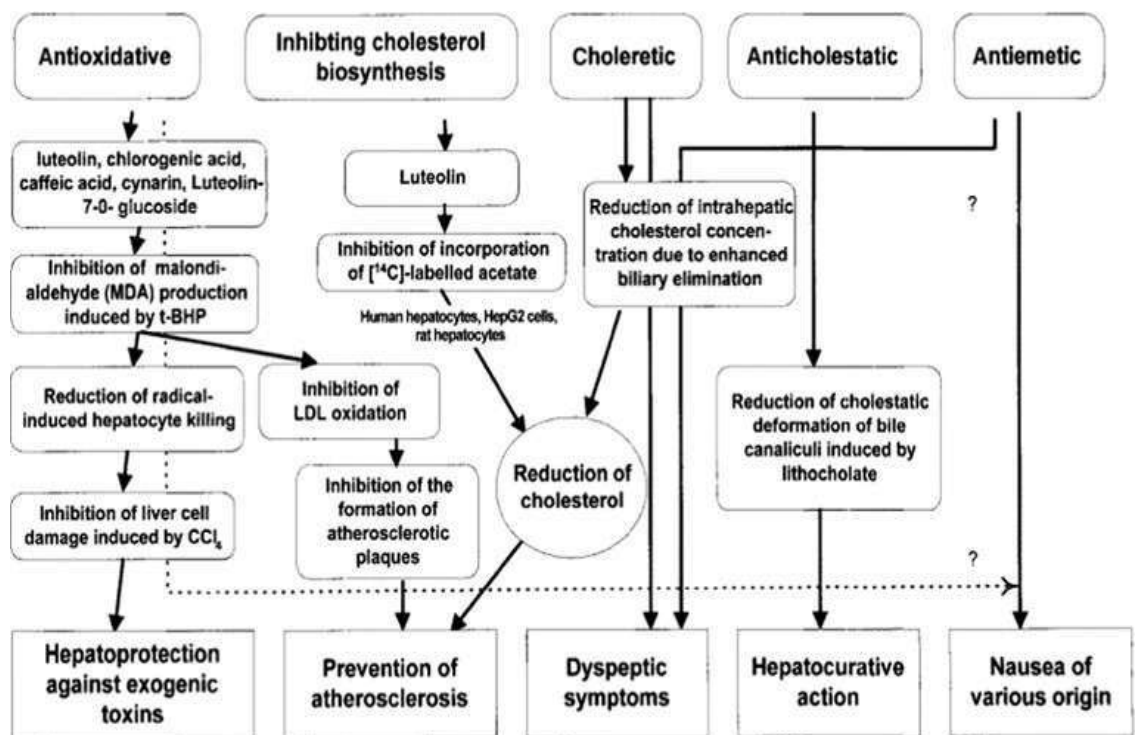 Antioxidative
Inhibting cholesterol
biosynthesis
Choleretic
Anticholestatic
Antiemetic
luteolin, chlorogenic acid,
caffeic acid, cynarin, Luteolin-
7-0- glucoside
Luteolin
Reduction of intrahepatic
cholesterol concen-
tration due to enhanced
biliary elimination
?
Inhibition of malondi-
aldehyde (MDA) production
induced by t-BHP
Inhibition of incorporation
of [¹⁴C]-labelled acetate
Human hepatocytes, HepG2 cells,
rat hepatocytes
Reduction of radical-
induced hepatocyte killing
Inhibition of
LDL oxidation
Reduction of cholestatic
deformation of bile
canaliculi induced by
lithocholate
Reduction of
cholesterol
Inhibition of liver cell
damage induced by CCl₄
Inhibition of the
formation of
atherosclerotic
plaques
?
Hepatoprotection
against exogenic
toxins
Prevention of
atherosclerosis
Dyspeptic
symptoms
Hepatocurative
action
Nausea of
various origin